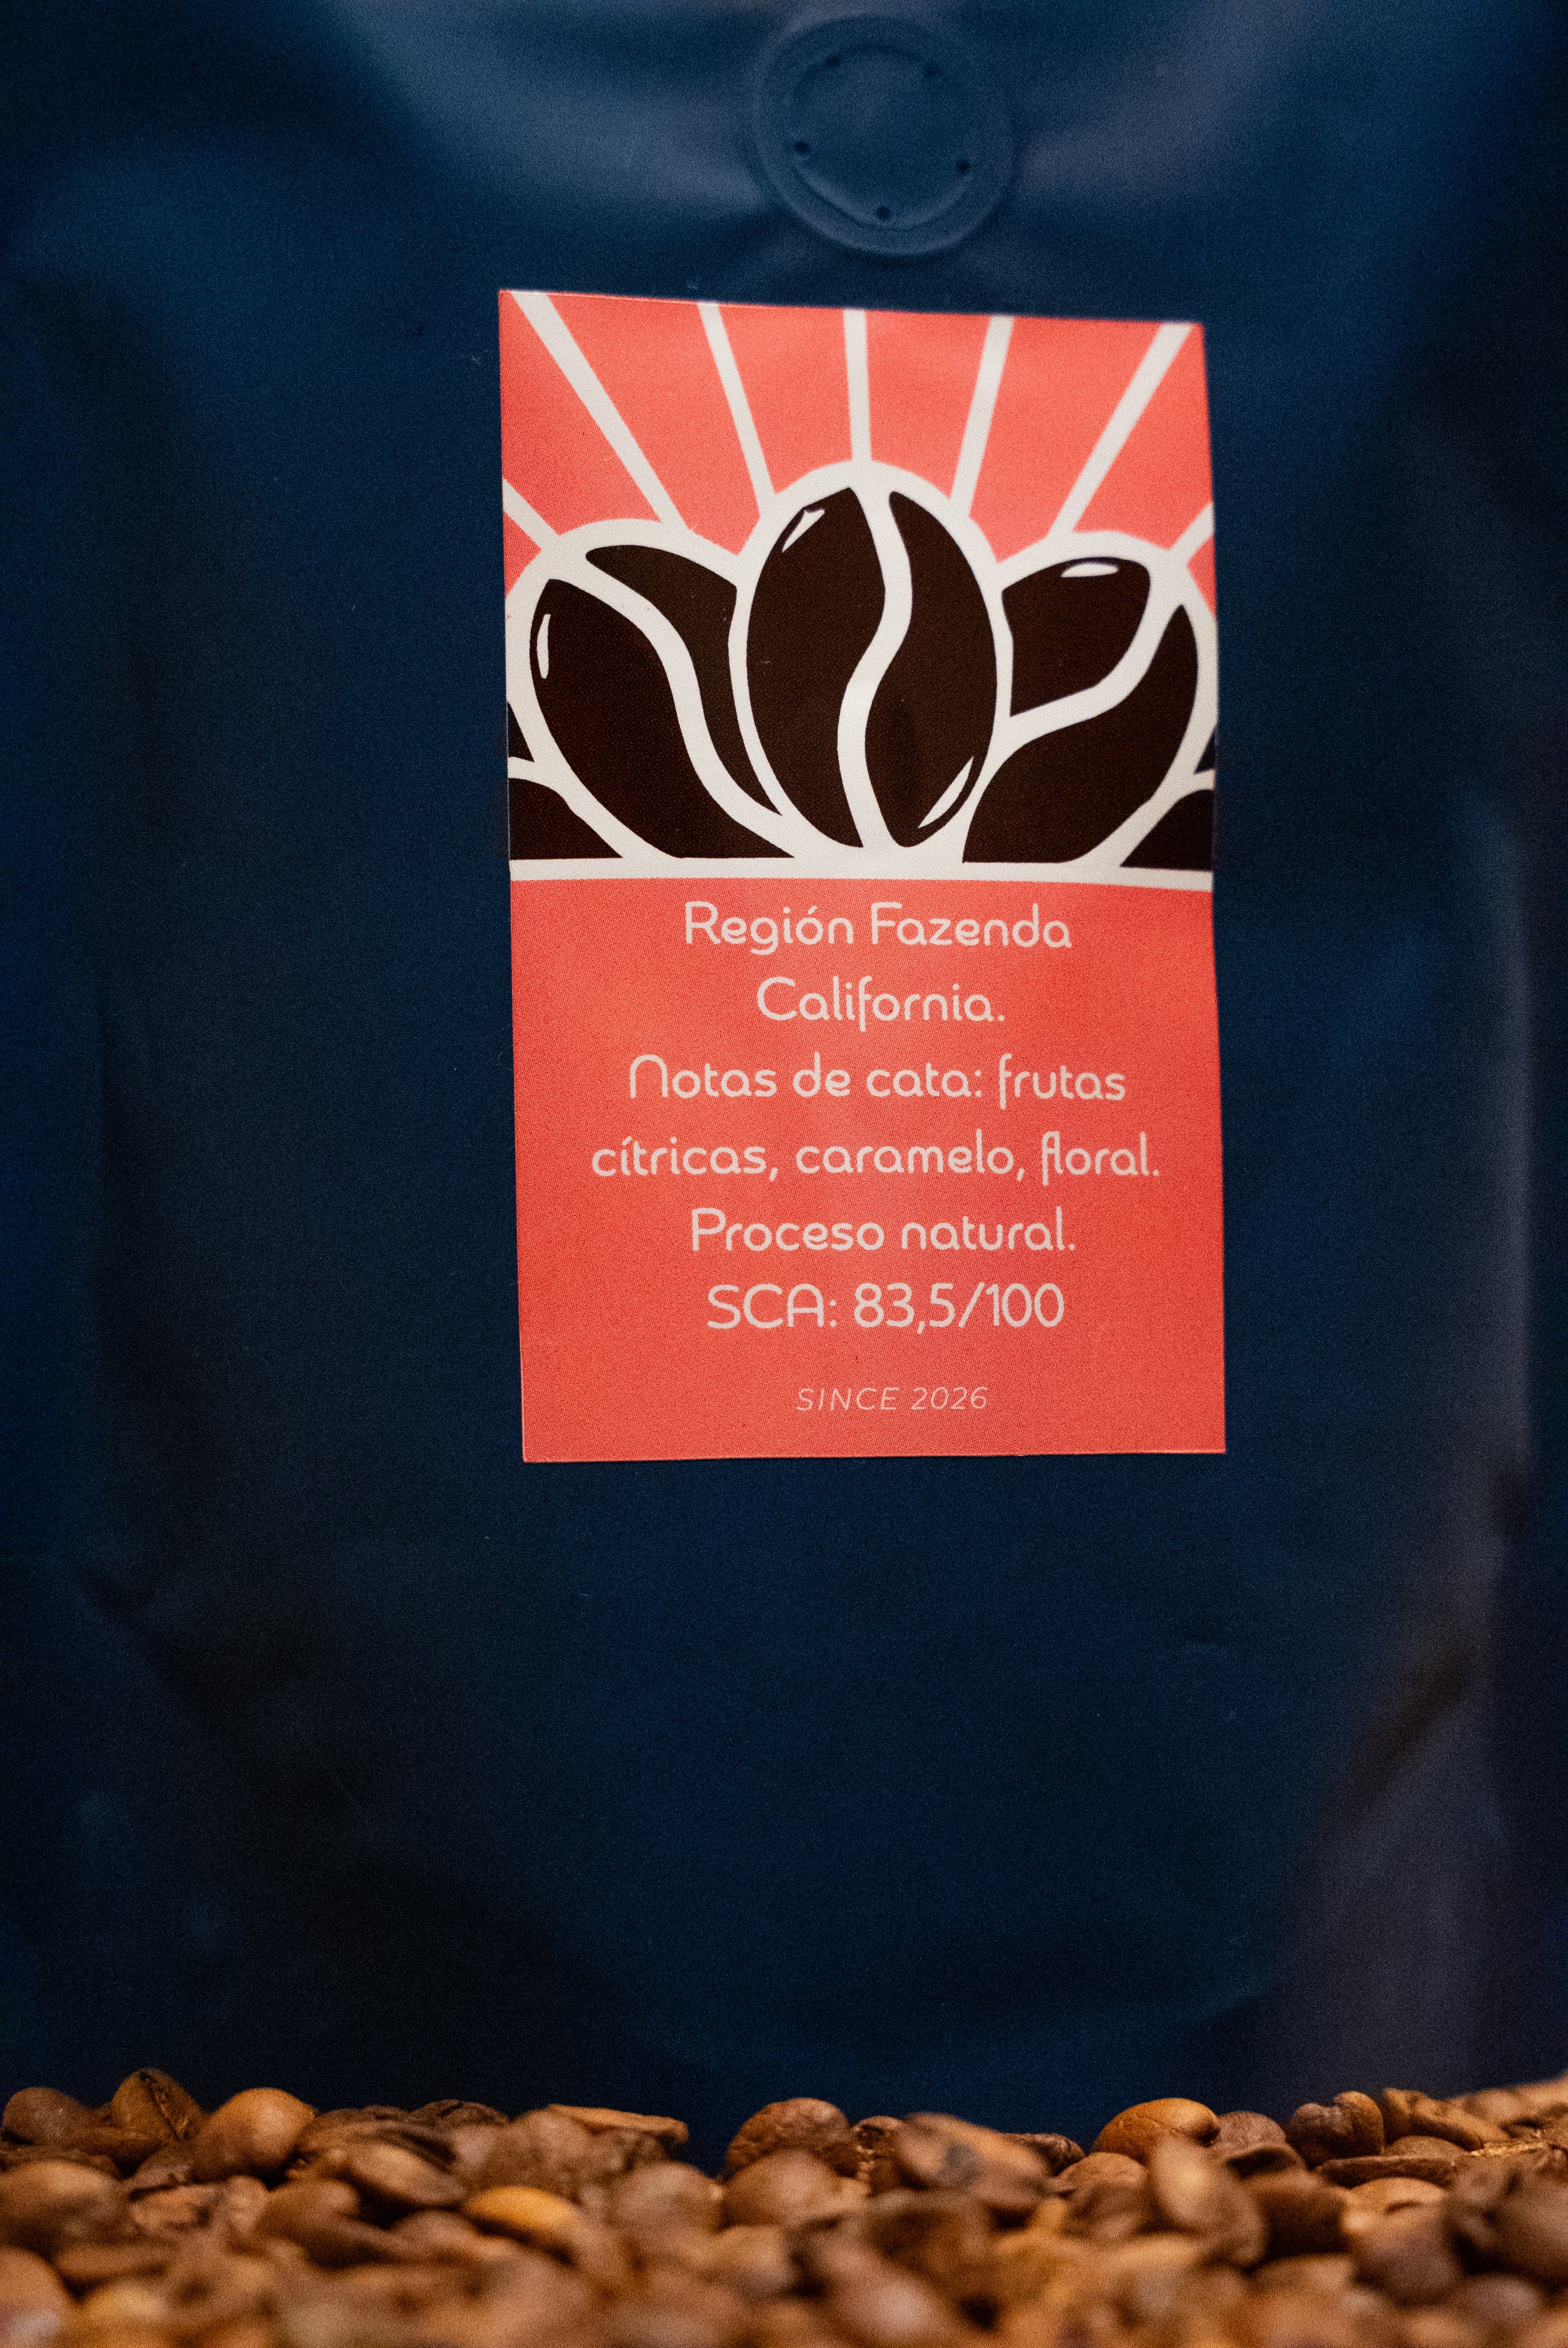 Región Fazenda
California.
Notas de cata: frutas
cítricas, caramelo, floral.
Proceso natural.
SCA: 83,5/100
SINCE 2026